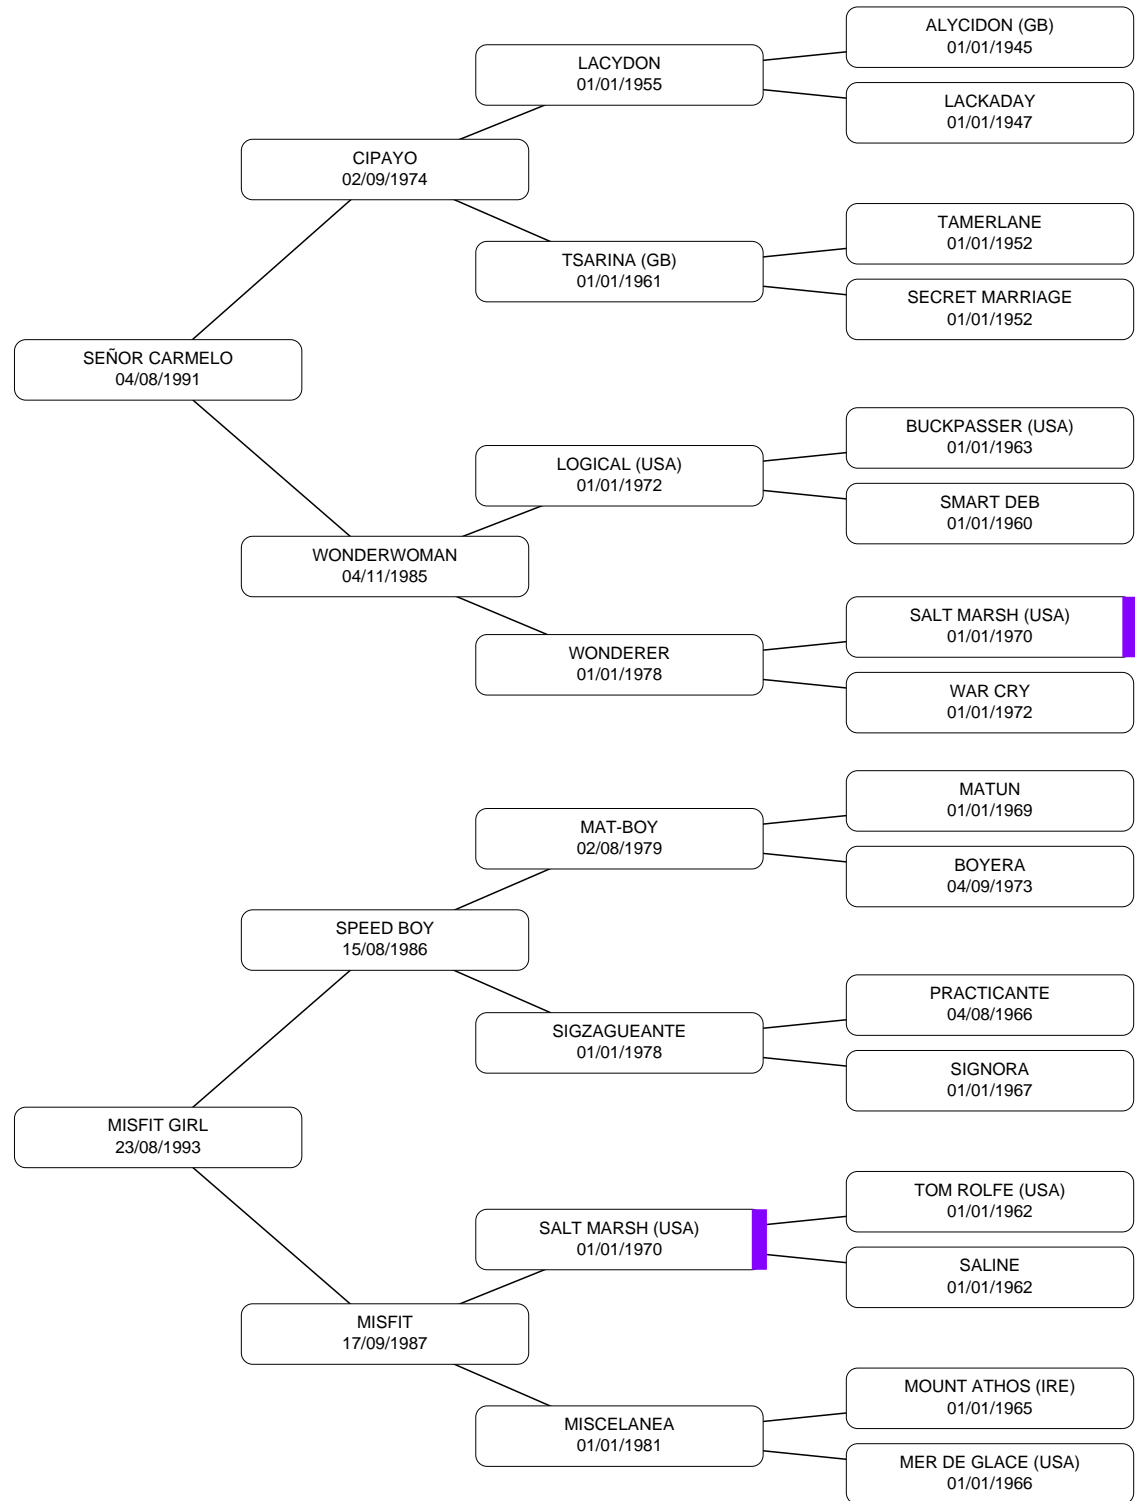 ALYCIDON (GB)
01/01/1945
LACYDON
01/01/1955
LACKADAY
01/01/1947
CIPAYO
02/09/1974
TAMERLANE
01/01/1952
TSARINA (GB)
01/01/1961
SECRET MARRIAGE
01/01/1952
SEÑOR CARMELO
04/08/1991
BUCKPASSER (USA)
01/01/1963
LOGICAL (USA)
01/01/1972
SMART DEB
01/01/1960
WONDERWOMAN
04/11/1985
SALT MARSH (USA)
01/01/1970
WONDERER
01/01/1978
WAR CRY
01/01/1972
MATUN
01/01/1969
MAT-BOY
02/08/1979
BOYERA
04/09/1973
SPEED BOY
15/08/1986
PRACTICANTE
04/08/1966
SIGZAGUEANTE
01/01/1978
SIGNORA
01/01/1967
MISFIT GIRL
23/08/1993
TOM ROLFE (USA)
01/01/1962
SALT MARSH (USA)
01/01/1970
SALINE
01/01/1962
MISFIT
17/09/1987
MOUNT ATHOS (IRE)
01/01/1965
MISCELANEA
01/01/1981
MER DE GLACE (USA)
01/01/1966